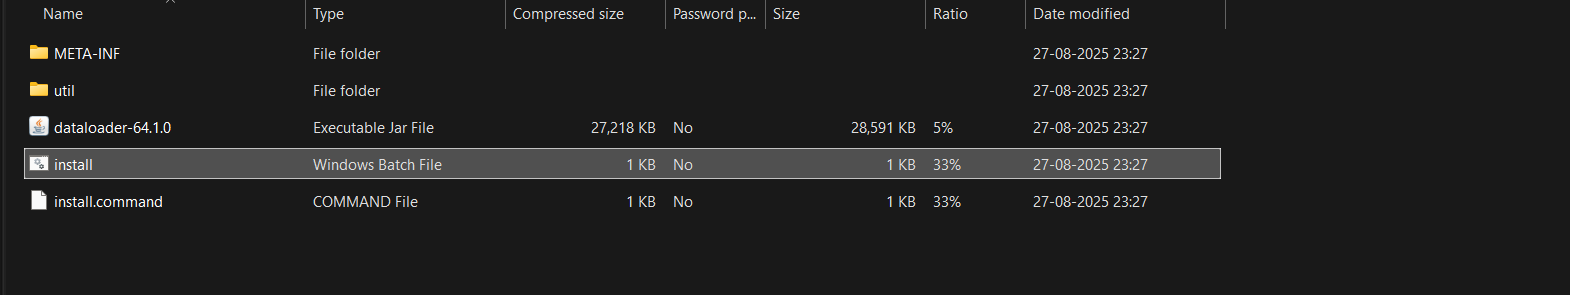 Name Type Compressed size Password p... Size Ratio Date modified
META-INF File folder 27-08-2025 23:27
util File folder 27-08-2025 23:27
dataloader-64.1.0 Executable Jar File 27,218 KB No 28,591 KB 5% 27-08-2025 23:27
install Windows Batch File 1 KB No 1 KB 33% 27-08-2025 23:27
install.command COMMAND File 1 KB No 1 KB 33% 27-08-2025 23:27